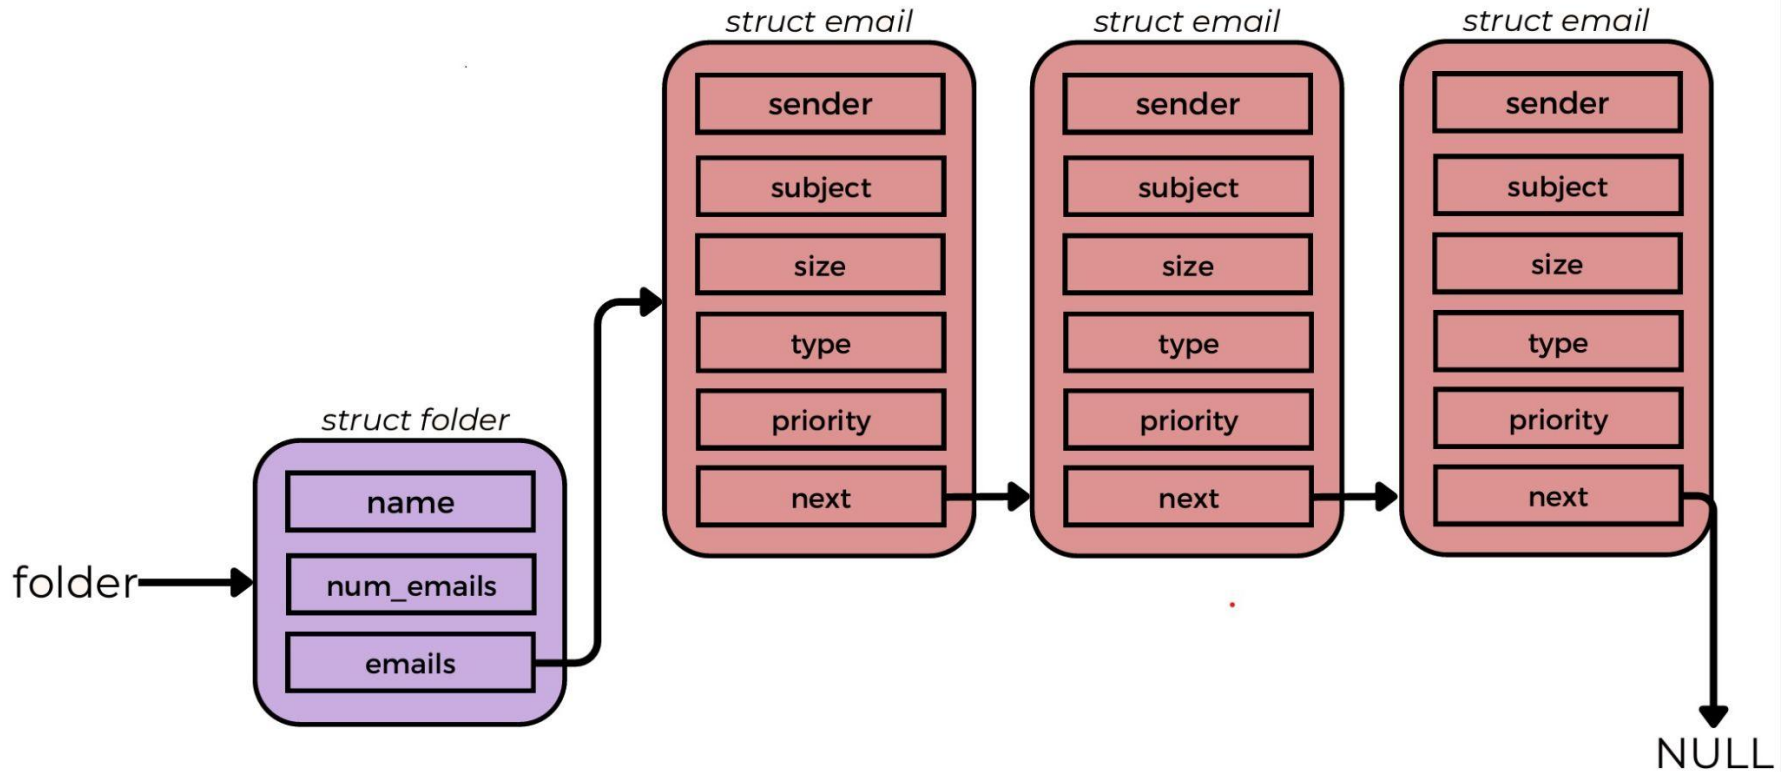 struct email
sender
subject
size
type
priority
next
struct email
sender
subject
size
type
priority
next
struct email
sender
subject
size
type
priority
next
NULL
struct folder
name
num_emails
emails
folder